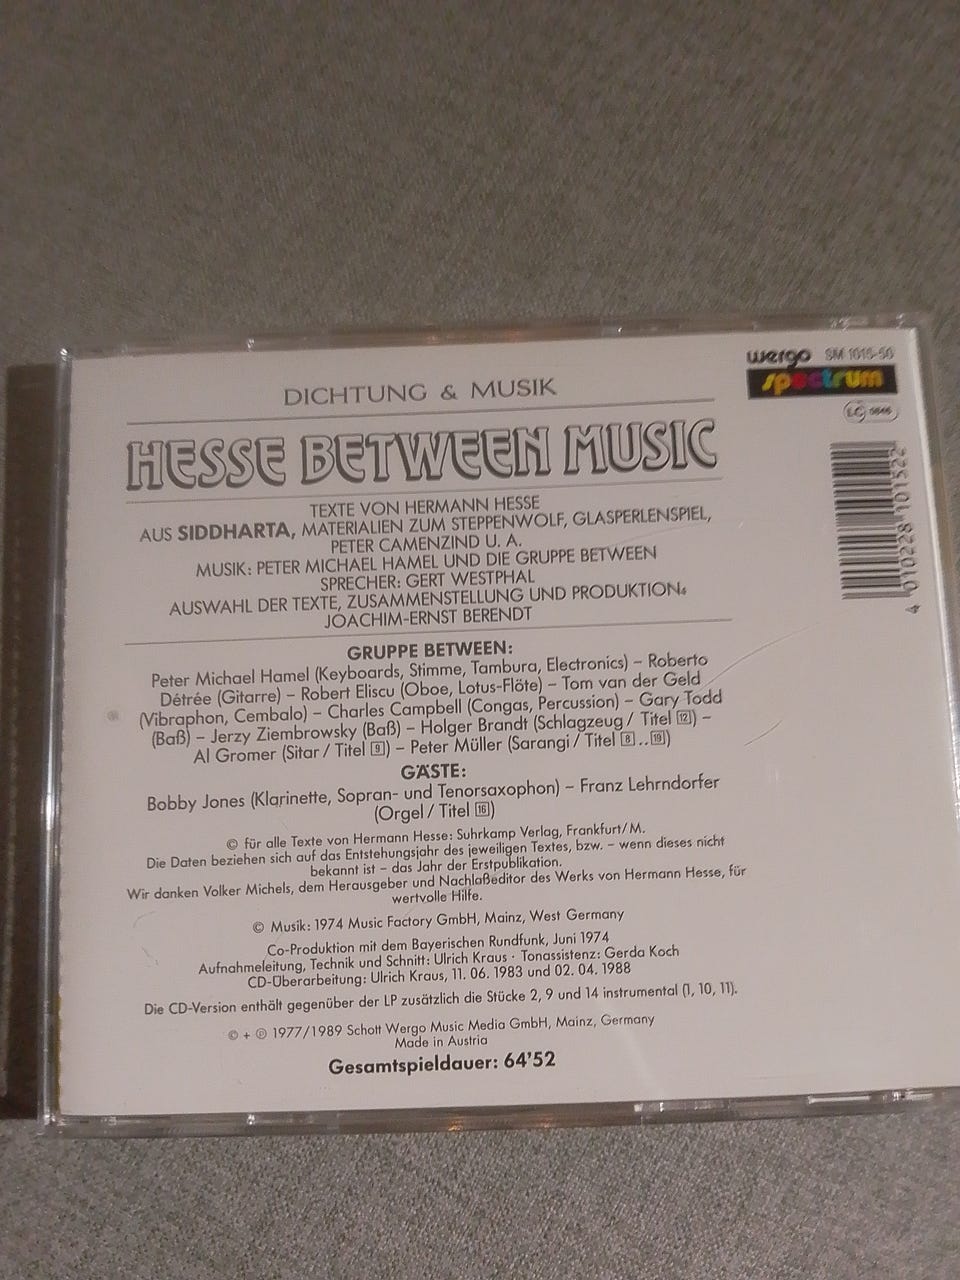 wergo SM 1015-50
spectrum
LC 0846
DICHTUNG & MUSIK
HESSE BETWEEN MUSIC
TEXTE VON HERMANN HESSE
AUS SIDDHARTA, MATERIALIEN ZUM STEPPENWOLF, GLASPERLENSPIEL,
PETER CAMENZIND U. A.
MUSIK: PETER MICHAEL HAMEL UND DIE GRUPPE BETWEEN
SPRECHER: GERT WESTPHAL
AUSWAHL DER TEXTE, ZUSAMMENSTELLUNG UND PRODUKTION:
JOACHIM-ERNST BERENDT
GRUPPE BETWEEN:
Peter Michael Hamel (Keyboards, Stimme, Tambura, Electronics) – Roberto
Détrée (Gitarre) – Robert Eliscu (Oboe, Lotus-Flöte) – Tom van der Geld
(Vibraphon, Cembalo) – Charles Campbell (Congas, Percussion) – Gary Todd
(Baß) – Jerzy Ziembrowsky (Baß) – Holger Brandt (Schlagzeug / Titel 12) –
Al Gromer (Sitar / Titel 9) – Peter Müller (Sarangi / Titel 8 .. 19)
GÄSTE:
Bobby Jones (Klarinette, Sopran- und Tenorsaxophon) – Franz Lehrndorfer
(Orgel / Titel 16)
© für alle Texte von Hermann Hesse: Suhrkamp Verlag, Frankfurt/M.
Die Daten beziehen sich auf das Entstehungsjahr des jeweiligen Textes, bzw. – wenn dieses nicht
bekannt ist – das Jahr der Erstpublikation.
Wir danken Volker Michels, dem Herausgeber und Nachlaßeditor des Werks von Hermann Hesse, für
wertvolle Hilfe.
© Musik: 1974 Music Factory GmbH, Mainz, West Germany
Co-Produktion mit dem Bayerischen Rundfunk, Juni 1974
Aufnahmeleitung, Technik und Schnitt: Ulrich Kraus · Tonassistenz: Gerda Koch
CD-Überarbeitung: Ulrich Kraus, 11. 06. 1983 und 02. 04. 1988
Die CD-Version enthält gegenüber der LP zusätzlich die Stücke 2, 9 und 14 instrumental (1, 10, 11).
© + ℗ 1977/1989 Schott Wergo Music Media GmbH, Mainz, Germany
Made in Austria
Gesamtspieldauer: 64'52
4 010228 101522